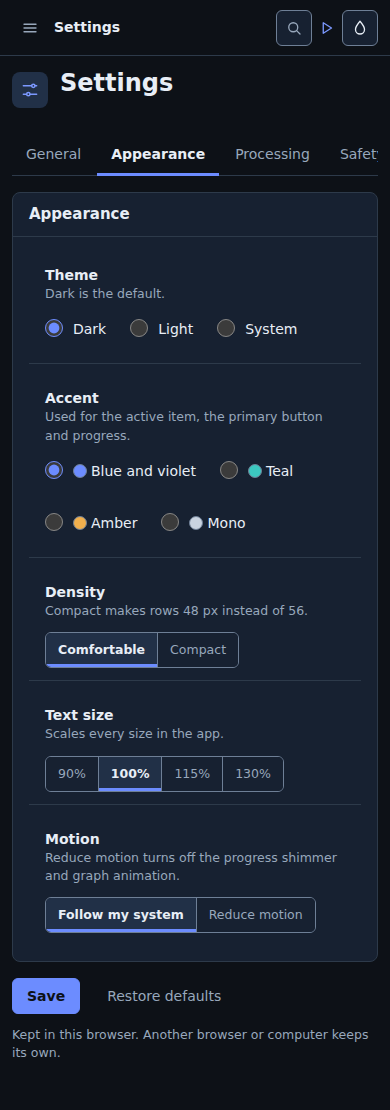 Settings
Settings
General Appearance Processing Safety
Appearance
Theme
Dark is the default.
Dark Light System
Accent
Used for the active item, the primary button
and progress.
Blue and violet Teal
Amber Mono
Density
Compact makes rows 48 px instead of 56.
Comfortable Compact
Text size
Scales every size in the app.
90% 100% 115% 130%
Motion
Reduce motion turns off the progress shimmer
and graph animation.
Follow my system Reduce motion
Save Restore defaults
Kept in this browser. Another browser or computer keeps
its own.